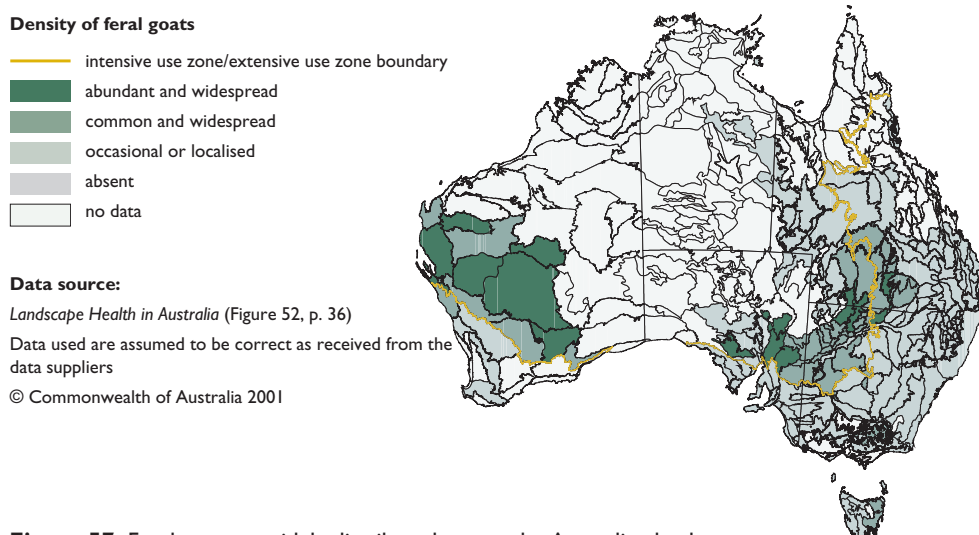 Density of feral goats
intensive use zone/extensive use zone boundary
abundant and widespread
common and widespread
occasional or localised
absent
no data
Data source:
Landscape Health in Australia (Figure 52, p. 36)
Data used are assumed to be correct as received from the
data suppliers
© Commonwealth of Australia 2001